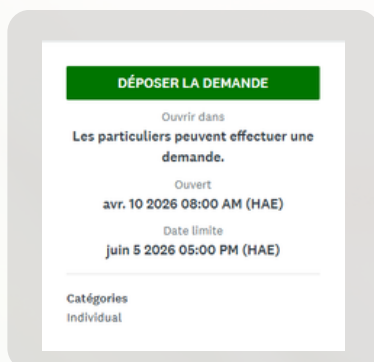 DÉPOSER LA DEMANDE
Ouvrir dans
Les particuliers peuvent effectuer une
demande.
Ouvert
avr. 10 2026 08:00 AM (HAE)
Date limite
juin 5 2026 05:00 PM (HAE)
Catégories
Individual